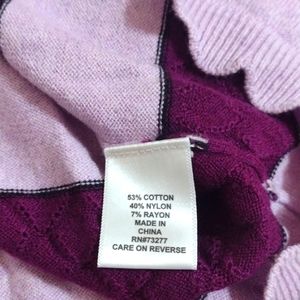 53% COTTON
40% NYLON
7% RAYON
MADE IN
CHINA
RN#73277
CARE ON REVERSE